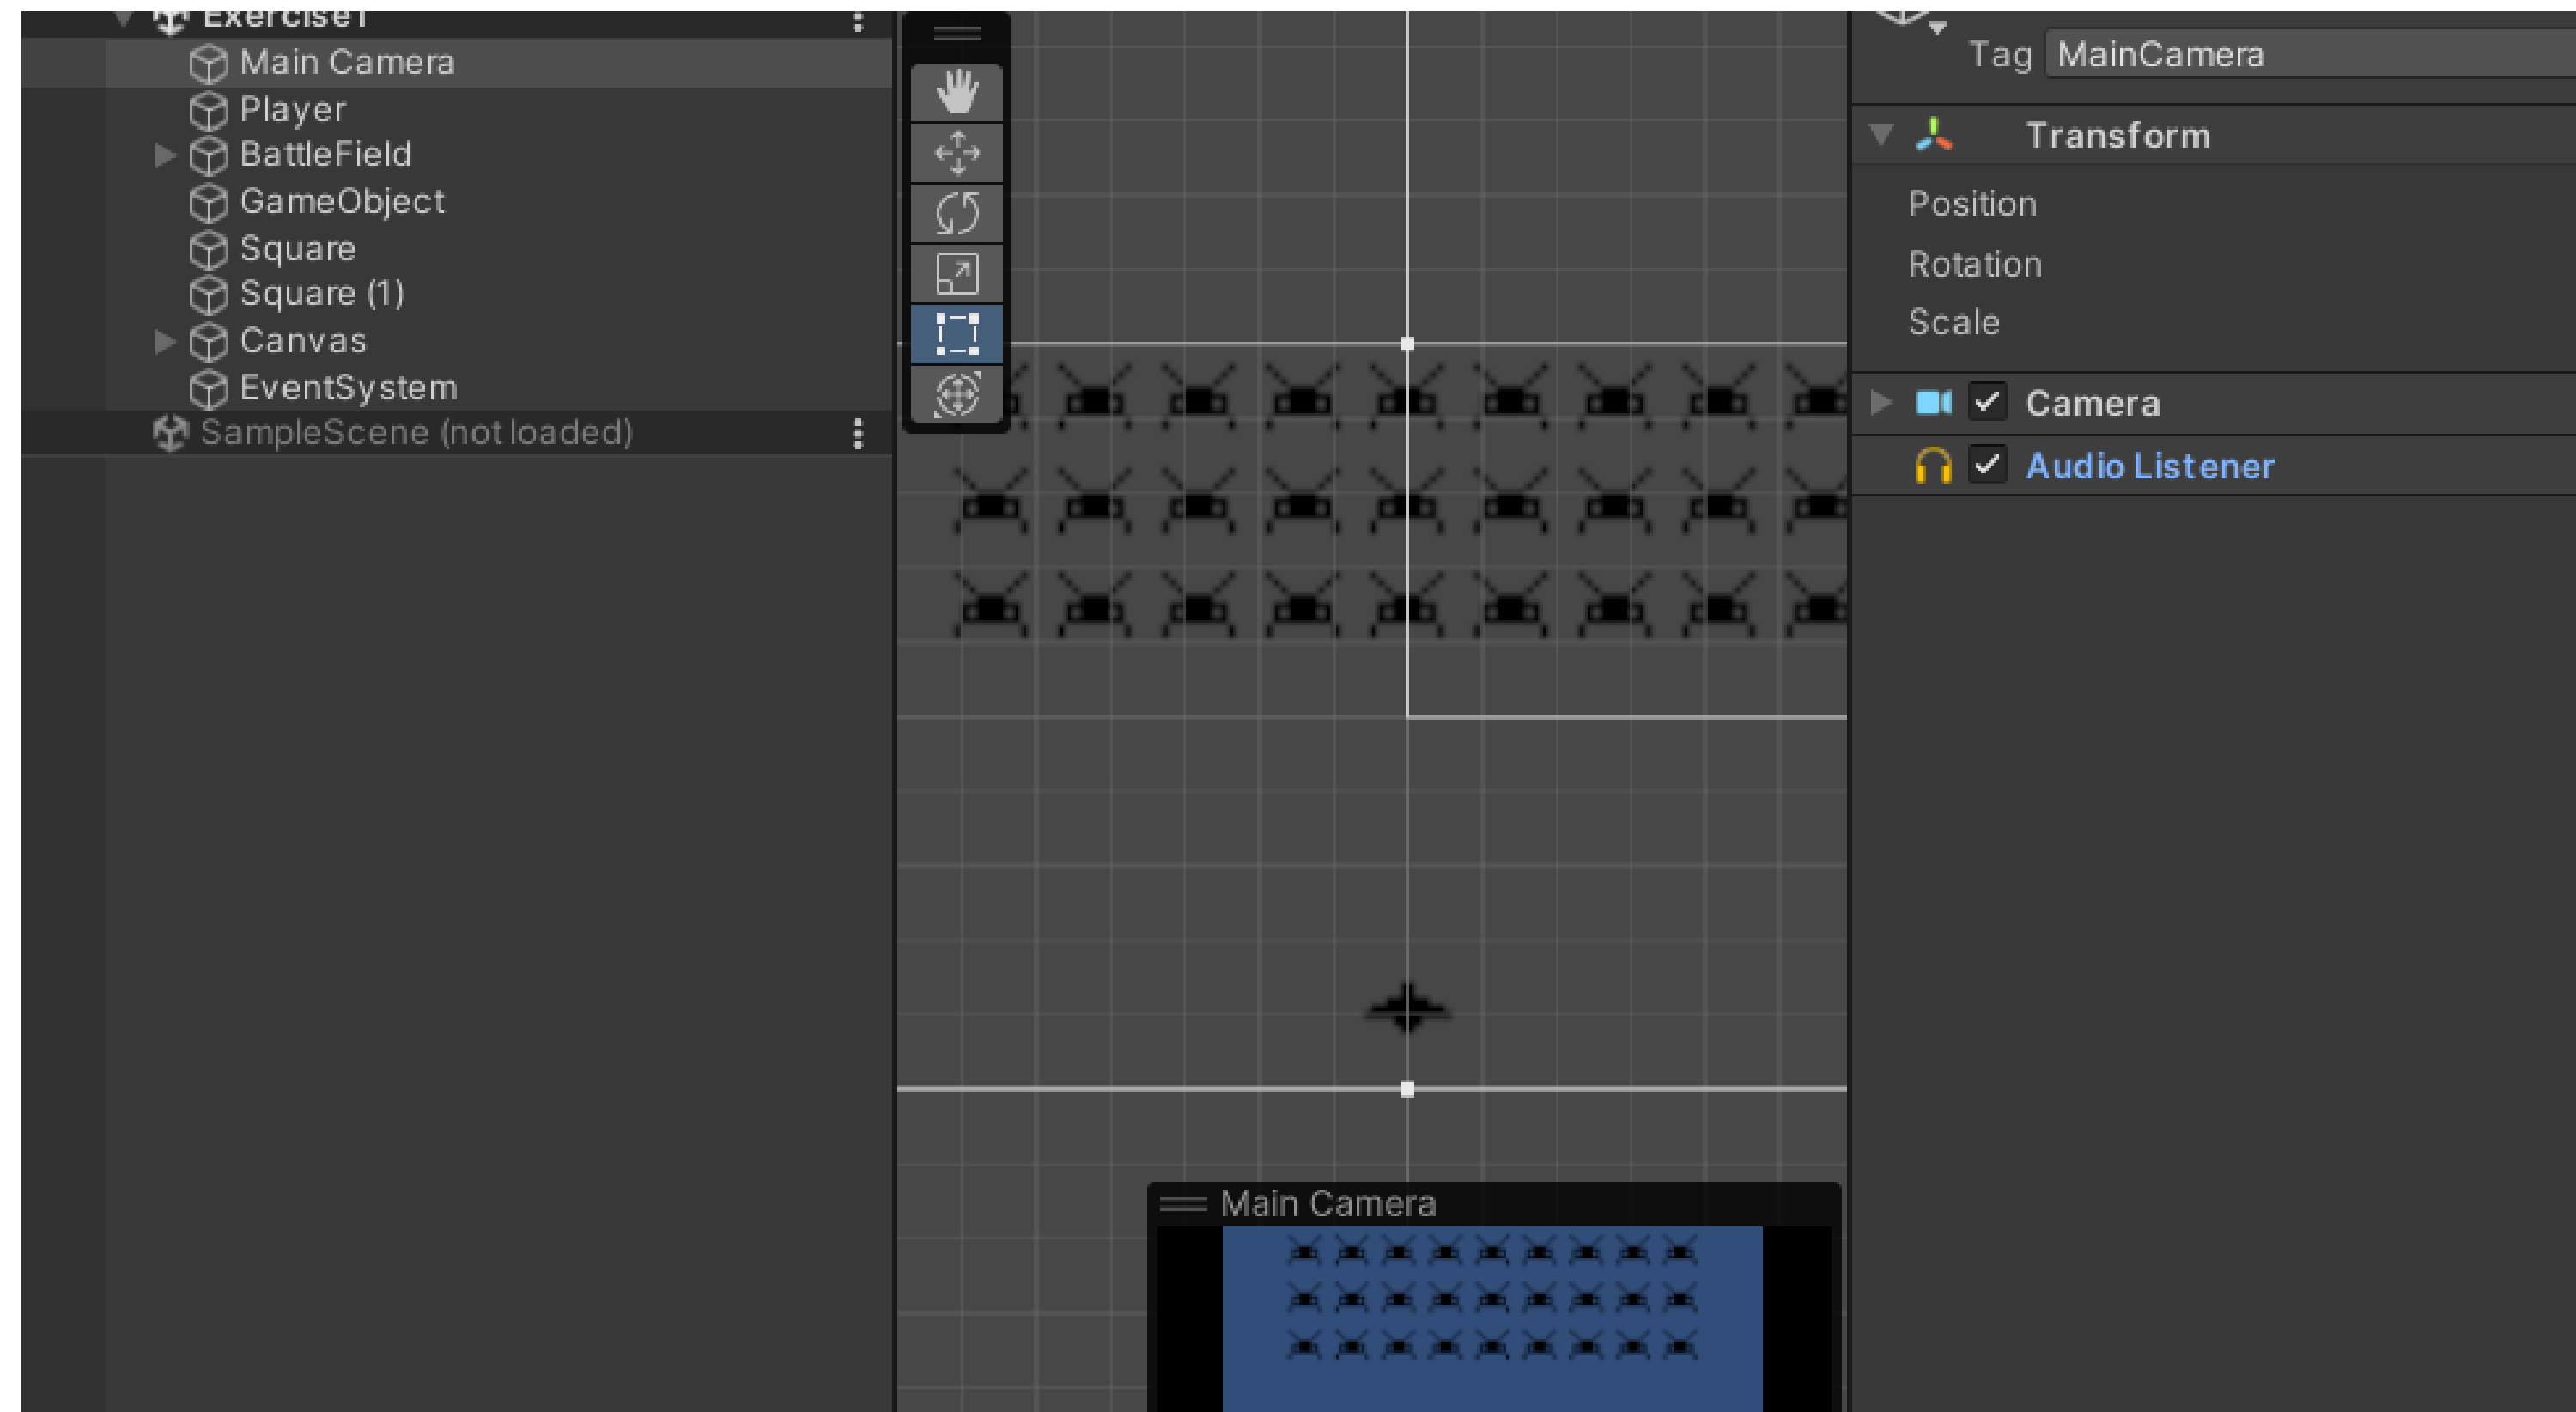 Exercise1
Main Camera
Player
BattleField
GameObject
Square
Square (1)
Canvas
EventSystem
SampleScene (not loaded)
Main Camera
Tag MainCamera
Transform
Position
Rotation
Scale
Camera
Audio Listener